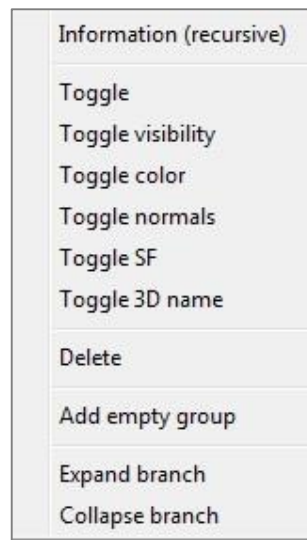 Information (recursive)
Toggle
Toggle visibility
Toggle color
Toggle normals
Toggle SF
Toggle 3D name
Delete
Add empty group
Expand branch
Collapse branch